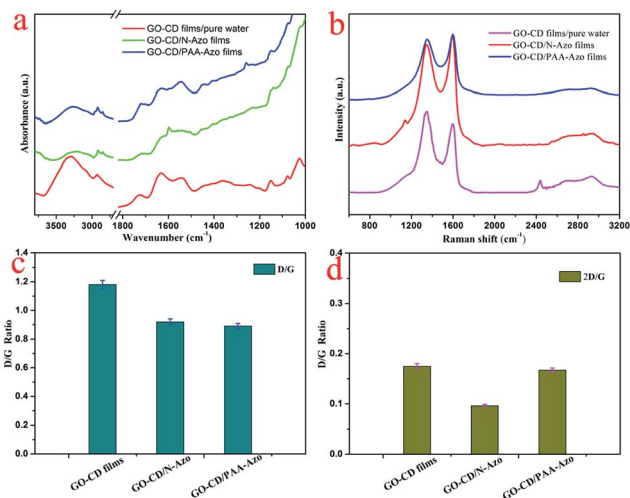 a
GO-CD films/pure water
GO-CD/N-Azo films
GO-CD/PAA-Azo films
Absorbance (a.u.)
3500 3000 1800 1600 1400 1200 1000
Wavenumber (cm-1)
b
GO-CD films/pure water
GO-CD/N-Azo films
GO-CD/PAA-Azo films
Intensity (a.u.)
800 1200 1600 2000 2400 2800 3200
Raman shift (cm-1)
c
D/G
D/G Ratio
1.4
1.2
1.0
0.8
0.6
0.4
0.2
0.0
GO-CD films
GO-CD/N-Azo
GO-CD/PAA-Azo
d
2D/G
D/G Ratio
0.4
0.3
0.2
0.1
0.0
GO-CD films
GO-CD/N-Azo
GO-CD/PAA-Azo